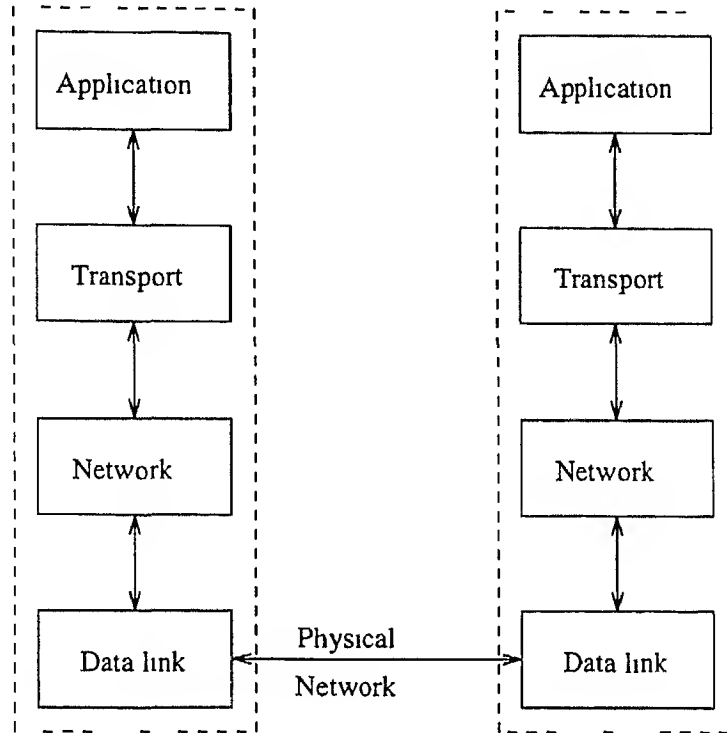 Application
Application
Transport
Transport
Network
Network
Data link
Physical
Network
Data link